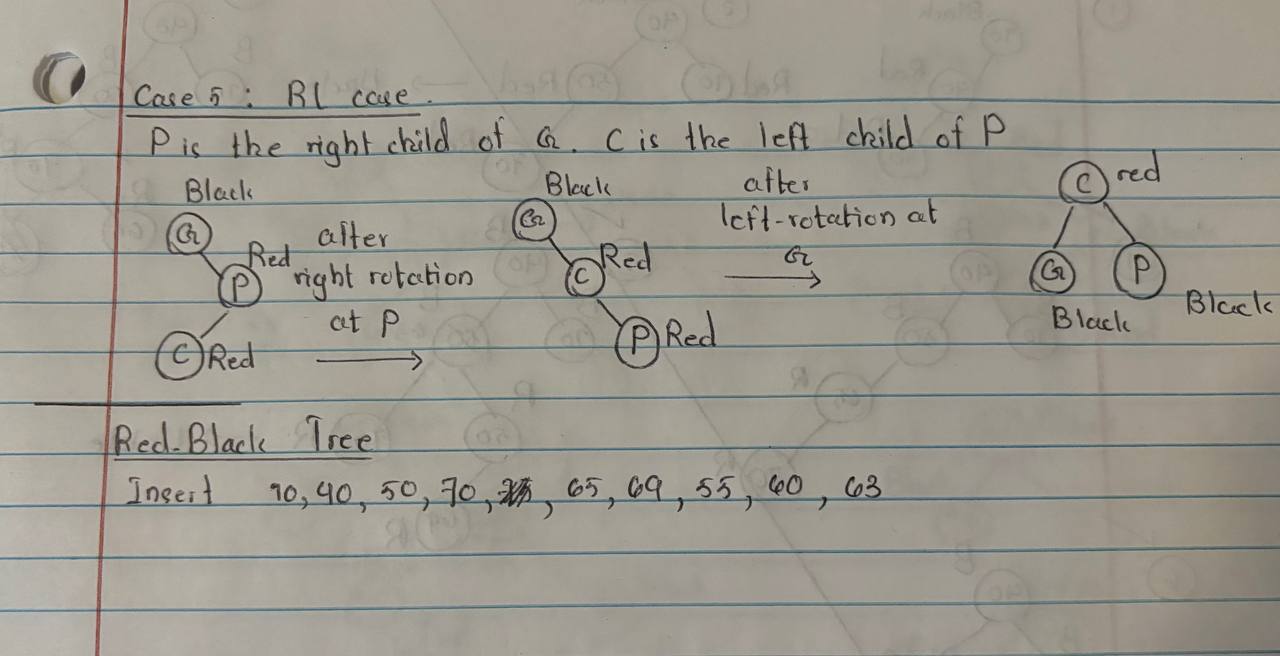 Case 5 : RL case.
P is the right child of G. C is the left child of P
Black
G
Red
P
C Red
after
right rotation
at P
Black
G
Red
C
P Red
after
left-rotation at
G
C red
G
P
Black
Black
Red-Black Tree
Insert 90, 40, 50, 70, , 65, 69, 55, 60, 63